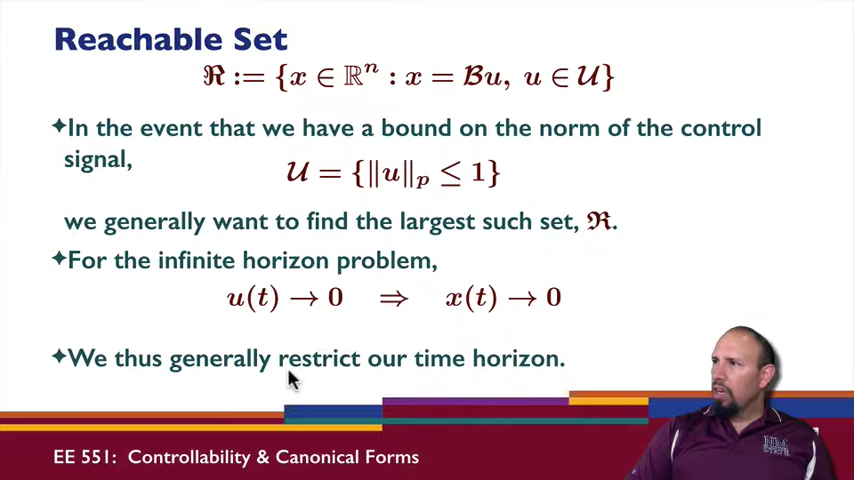 Reachable Set
ℜ := {x ∈ ℝⁿ : x = ℬu, u ∈ 𝒰}
✦In the event that we have a bound on the norm of the control
signal,
𝒰 = {‖u‖ₚ ≤ 1}
we generally want to find the largest such set, ℜ.
✦For the infinite horizon problem,
u(t) → 0 ⇒ x(t) → 0
✦We thus generally restrict our time horizon.
EE 551: Controllability & Canonical Forms